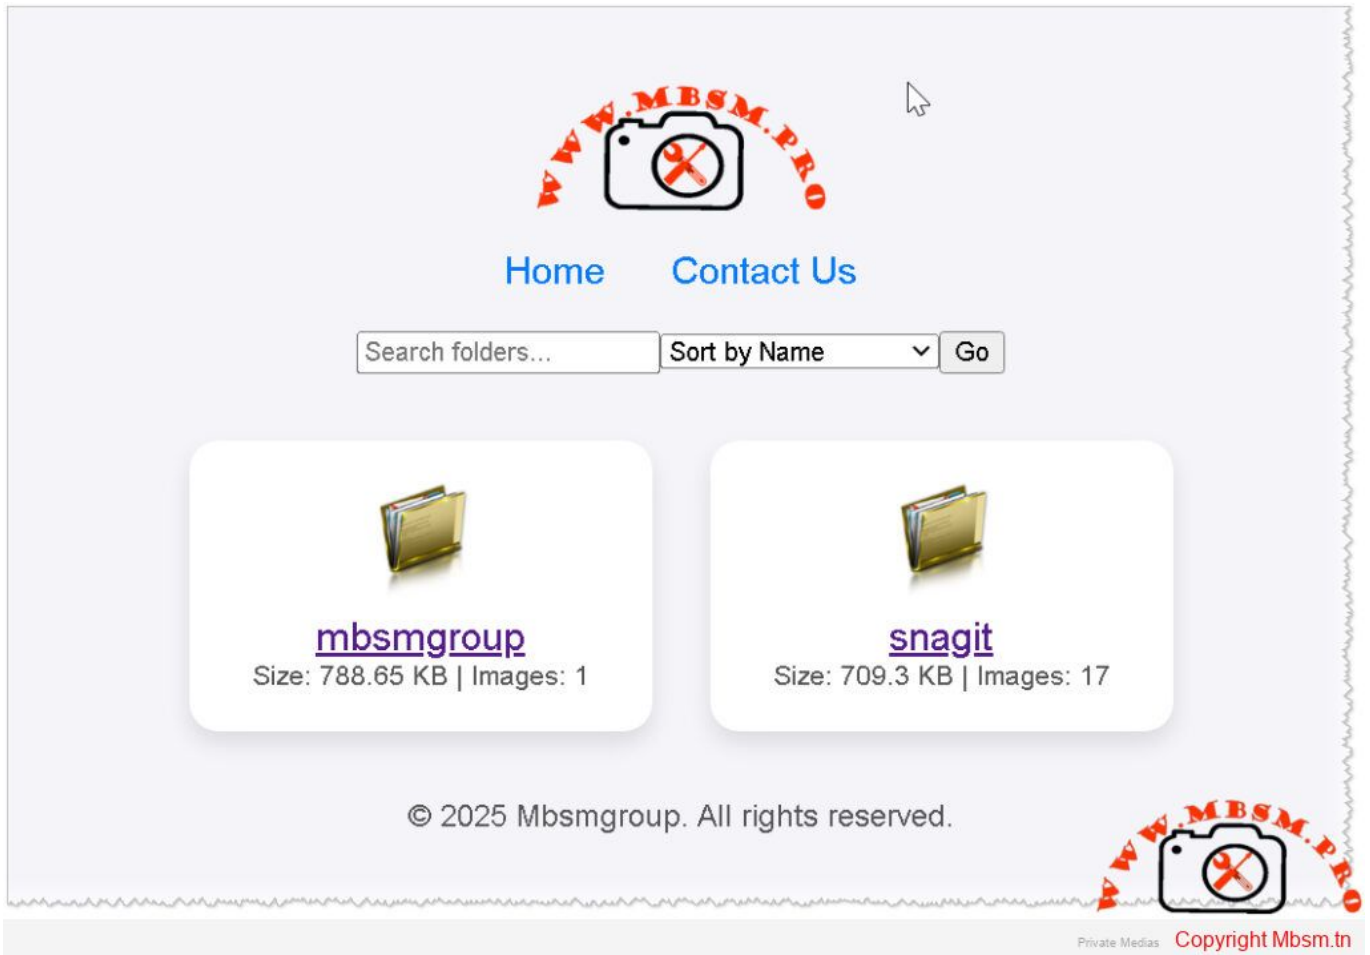 WWW.MBSM.PRO
Home Contact Us
Search folders... Sort by Name Go
mbsmgroup
Size: 788.65 KB | Images: 1
snagit
Size: 709.3 KB | Images: 17
© 2025 Mbsmgroup. All rights reserved.
WWW.MBSM.PRO
Private Medias Copyright Mbsm.tn